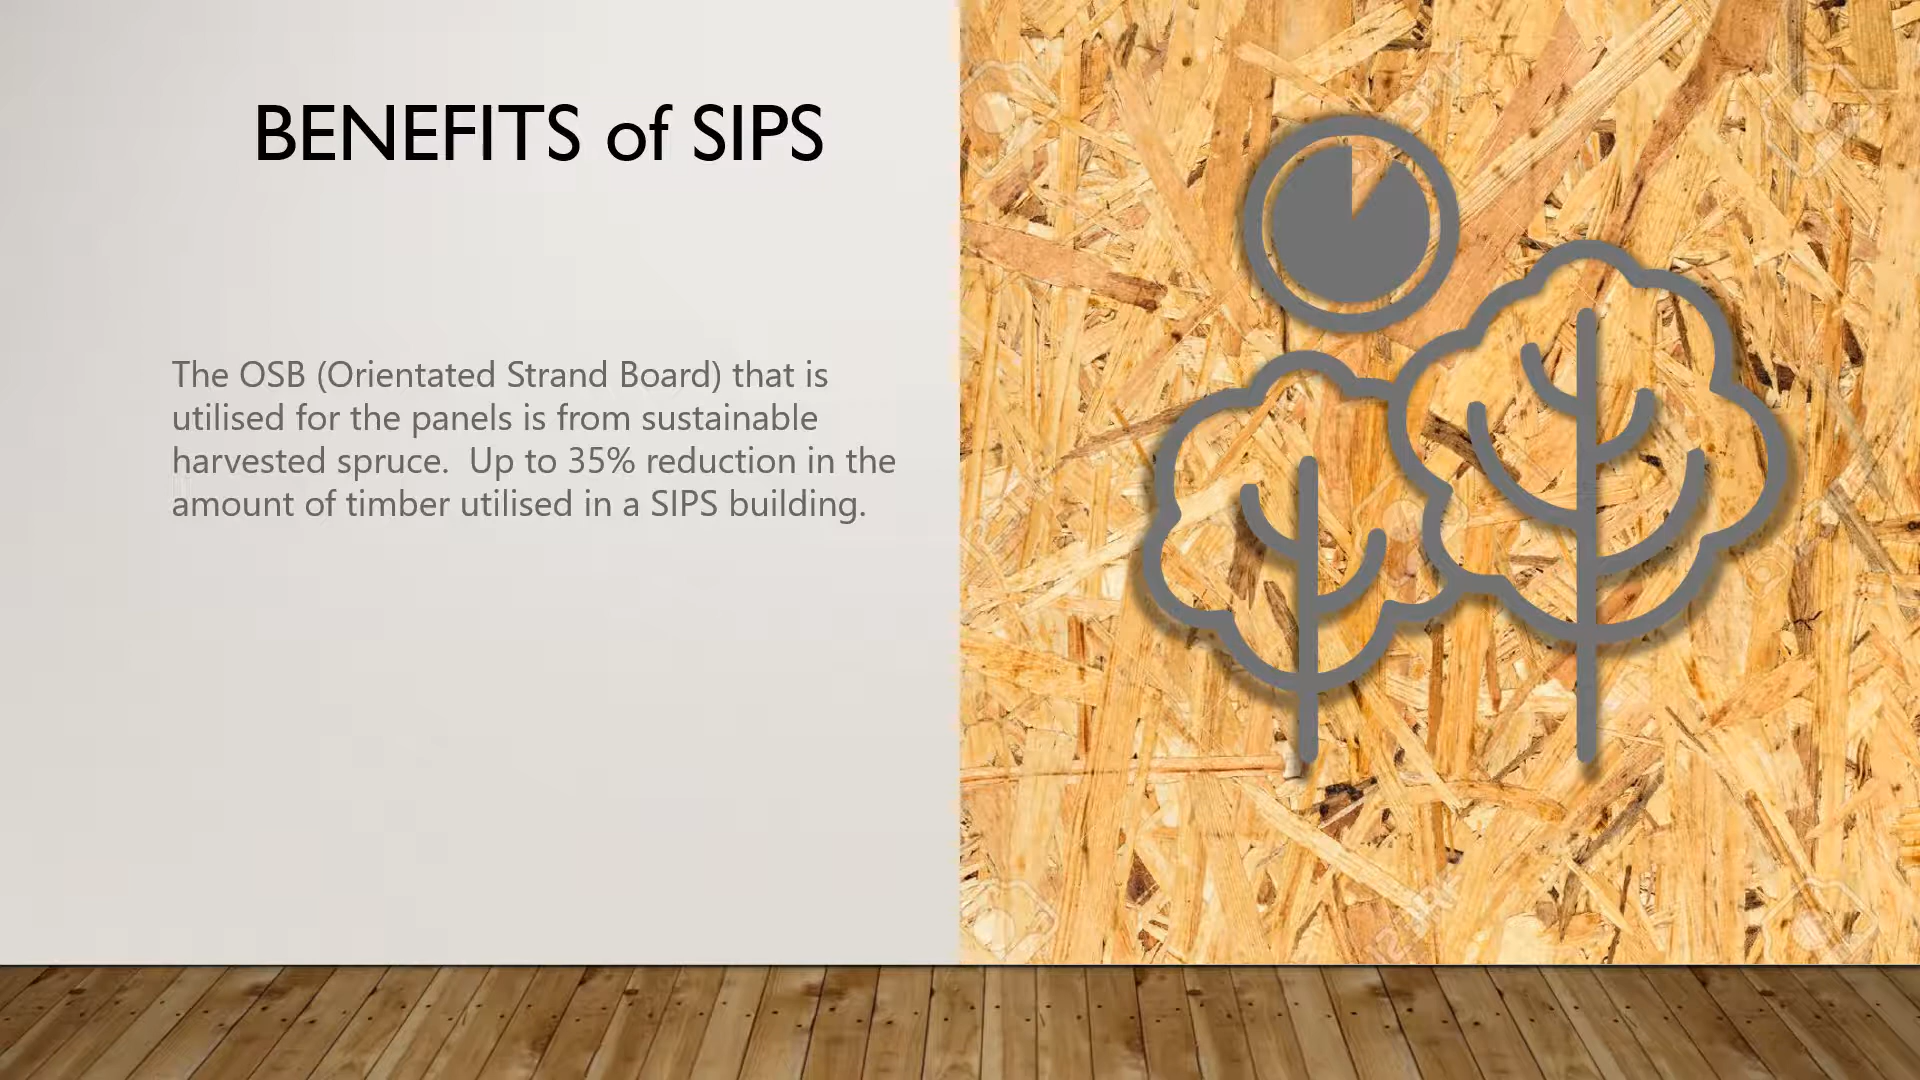 BENEFITS of SIPS
The OSB (Orientated Strand Board) that is
utilised for the panels is from sustainable
harvested spruce.  Up to 35% reduction in the
amount of timber utilised in a SIPS building.